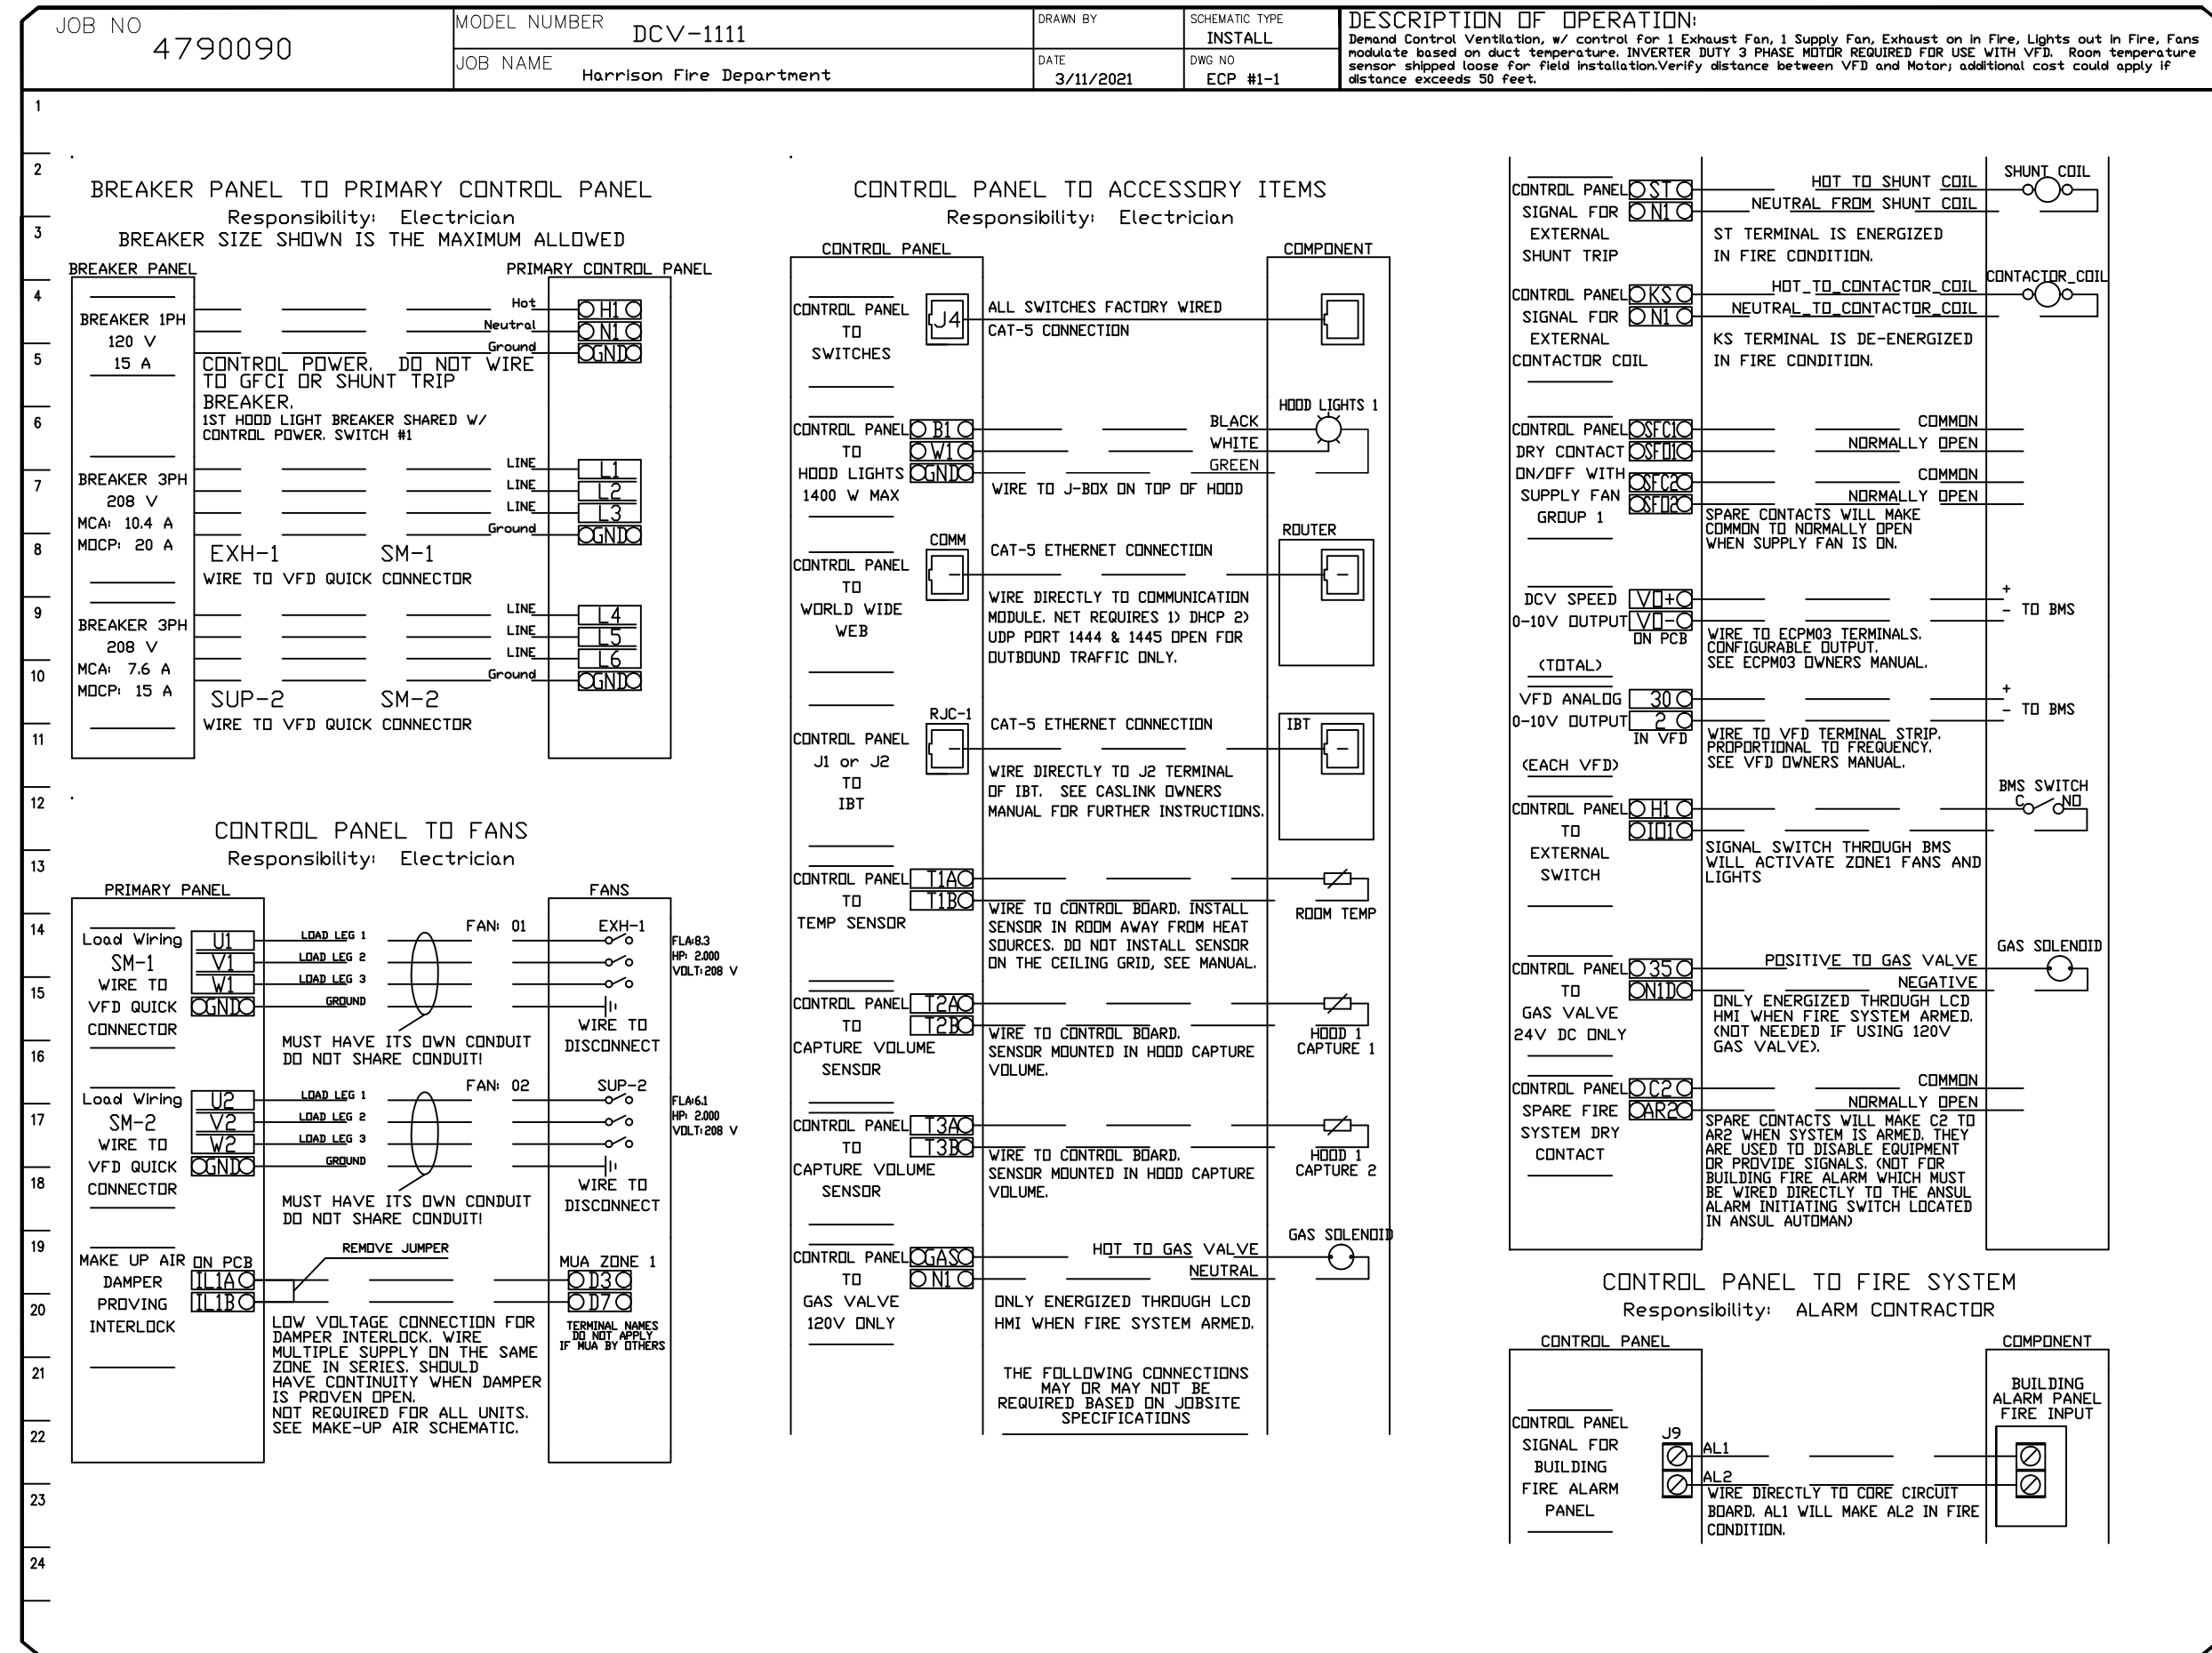 JOB NO
4790090
MODEL NUMBER
DCV-1111
JOB NAME
Harrison Fire Department
DRAWN BY
SCHEMATIC TYPE
INSTALL
DATE
3/11/2021
DWG NO
ECP #1-1
DESCRIPTION OF OPERATION:
Demand Control Ventilation, w/ control for 1 Exhaust Fan, 1 Supply Fan, Exhaust on in Fire, Lights out in Fire, Fans
modulate based on duct temperature. INVERTER DUTY 3 PHASE MOTOR REQUIRED FOR USE WITH VFD. Room temperature
sensor shipped loose for field installation.Verify distance between VFD and Motor; additional cost could apply if
distance exceeds 50 feet.
1
2
3
4
5
6
7
8
9
10
11
12
13
14
15
16
17
18
19
20
21
22
23
24
BREAKER PANEL TO PRIMARY CONTROL PANEL
Responsibility: Electrician
BREAKER SIZE SHOWN IS THE MAXIMUM ALLOWED
BREAKER PANEL
PRIMARY CONTROL PANEL
BREAKER 1PH
120 V
15 A
Hot
H1
Neutral
N1
Ground
GND
CONTROL POWER. DO NOT WIRE
TO GFCI OR SHUNT TRIP
BREAKER.
1ST HOOD LIGHT BREAKER SHARED W/
CONTROL POWER. SWITCH #1
BREAKER 3PH
208 V
MCA: 10.4 A
MOCP: 20 A
LINE
L1
LINE
L2
LINE
L3
Ground
GND
EXH-1
SM-1
WIRE TO VFD QUICK CONNECTOR
BREAKER 3PH
208 V
MCA: 7.6 A
MOCP: 15 A
LINE
L4
LINE
L5
LINE
L6
Ground
GND
SUP-2
SM-2
WIRE TO VFD QUICK CONNECTOR
CONTROL PANEL TO FANS
Responsibility: Electrician
PRIMARY PANEL
FANS
Load Wiring
SM-1
WIRE TO
VFD QUICK
CONNECTOR
U1
V1
W1
GND
LOAD LEG 1
LOAD LEG 2
LOAD LEG 3
GROUND
FAN: 01
EXH-1
FLA:8.3
HP: 2.000
VOLT:208 V
MUST HAVE ITS OWN CONDUIT
DO NOT SHARE CONDUIT!
WIRE TO
DISCONNECT
Load Wiring
SM-2
WIRE TO
VFD QUICK
CONNECTOR
U2
V2
W2
GND
LOAD LEG 1
LOAD LEG 2
LOAD LEG 3
GROUND
FAN: 02
SUP-2
FLA:6.1
HP: 2.000
VOLT:208 V
MUST HAVE ITS OWN CONDUIT
DO NOT SHARE CONDUIT!
WIRE TO
DISCONNECT
MAKE UP AIR
DAMPER
PROVING
INTERLOCK
ON PCB
IL1A
IL1B
REMOVE JUMPER
MUA ZONE 1
D3
D7
TERMINAL NAMES
DO NOT APPLY
IF MUA BY OTHERS
LOW VOLTAGE CONNECTION FOR
DAMPER INTERLOCK. WIRE
MULTIPLE SUPPLY ON THE SAME
ZONE IN SERIES. SHOULD
HAVE CONTINUITY WHEN DAMPER
IS PROVEN OPEN.
NOT REQUIRED FOR ALL UNITS.
SEE MAKE-UP AIR SCHEMATIC.
CONTROL PANEL TO ACCESSORY ITEMS
Responsibility: Electrician
CONTROL PANEL
COMPONENT
CONTROL PANEL
TO
SWITCHES
J4
ALL SWITCHES FACTORY WIRED
CAT-5 CONNECTION
CONTROL PANEL
TO
HOOD LIGHTS
1400 W MAX
B1
W1
GND
BLACK
WHITE
GREEN
HOOD LIGHTS 1
WIRE TO J-BOX ON TOP OF HOOD
CONTROL PANEL
TO
WORLD WIDE
WEB
COMM
CAT-5 ETHERNET CONNECTION
ROUTER
WIRE DIRECTLY TO COMMUNICATION
MODULE. NET REQUIRES 1) DHCP 2)
UDP PORT 1444 & 1445 OPEN FOR
OUTBOUND TRAFFIC ONLY.
CONTROL PANEL
J1 or J2
TO
IBT
RJC-1
CAT-5 ETHERNET CONNECTION
IBT
WIRE DIRECTLY TO J2 TERMINAL
OF IBT. SEE CASLINK OWNERS
MANUAL FOR FURTHER INSTRUCTIONS.
CONTROL PANEL
TO
TEMP SENSOR
T1A
T1B
ROOM TEMP
WIRE TO CONTROL BOARD. INSTALL
SENSOR IN ROOM AWAY FROM HEAT
SOURCES. DO NOT INSTALL SENSOR
ON THE CEILING GRID, SEE MANUAL.
CONTROL PANEL
TO
CAPTURE VOLUME
SENSOR
T2A
T2B
WIRE TO CONTROL BOARD.
SENSOR MOUNTED IN HOOD CAPTURE
VOLUME.
HOOD 1
CAPTURE 1
CONTROL PANEL
TO
CAPTURE VOLUME
SENSOR
T3A
T3B
WIRE TO CONTROL BOARD.
SENSOR MOUNTED IN HOOD CAPTURE
VOLUME.
HOOD 1
CAPTURE 2
CONTROL PANEL
TO
GAS VALVE
120V ONLY
GAS
N1
HOT TO GAS VALVE
NEUTRAL
GAS SOLENOID
ONLY ENERGIZED THROUGH LCD
HMI WHEN FIRE SYSTEM ARMED.
THE FOLLOWING CONNECTIONS
MAY OR MAY NOT BE
REQUIRED BASED ON JOBSITE
SPECIFICATIONS
CONTROL PANEL
SIGNAL FOR
EXTERNAL
SHUNT TRIP
ST
N1
HOT TO SHUNT COIL
NEUTRAL FROM SHUNT COIL
SHUNT COIL
ST TERMINAL IS ENERGIZED
IN FIRE CONDITION.
CONTROL PANEL
SIGNAL FOR
EXTERNAL
CONTACTOR COIL
KS
N1
HOT_TO_CONTACTOR_COIL
NEUTRAL_TO_CONTACTOR_COIL
CONTACTOR_COIL
KS TERMINAL IS DE-ENERGIZED
IN FIRE CONDITION.
CONTROL PANEL
DRY CONTACT
ON/OFF WITH
SUPPLY FAN
GROUP 1
SFC1
SFO1
SFC2
SFO2
COMMON
NORMALLY OPEN
COMMON
NORMALLY OPEN
SPARE CONTACTS WILL MAKE
COMMON TO NORMALLY OPEN
WHEN SUPPLY FAN IS ON.
DCV SPEED
0-10V OUTPUT
(TOTAL)
VO+
VO-
ON PCB
+
- TO BMS
WIRE TO ECPM03 TERMINALS.
CONFIGURABLE OUTPUT.
SEE ECPM03 OWNERS MANUAL.
VFD ANALOG
0-10V OUTPUT
(EACH VFD)
30
2
IN VFD
+
- TO BMS
WIRE TO VFD TERMINAL STRIP.
PROPORTIONAL TO FREQUENCY.
SEE VFD OWNERS MANUAL.
CONTROL PANEL
TO
EXTERNAL
SWITCH
H1
IO1
BMS SWITCH
C NO
SIGNAL SWITCH THROUGH BMS
WILL ACTIVATE ZONE1 FANS AND
LIGHTS
CONTROL PANEL
TO
GAS VALVE
24V DC ONLY
35
N1D
POSITIVE TO GAS VALVE
NEGATIVE
GAS SOLENOID
ONLY ENERGIZED THROUGH LCD
HMI WHEN FIRE SYSTEM ARMED.
(NOT NEEDED IF USING 120V
GAS VALVE).
CONTROL PANEL
SPARE FIRE
SYSTEM DRY
CONTACT
C2
AR2
COMMON
NORMALLY OPEN
SPARE CONTACTS WILL MAKE C2 TO
AR2 WHEN SYSTEM IS ARMED. THEY
ARE USED TO DISABLE EQUIPMENT
OR PROVIDE SIGNALS. (NOT FOR
BUILDING FIRE ALARM WHICH MUST
BE WIRED DIRECTLY TO THE ANSUL
ALARM INITIATING SWITCH LOCATED
IN ANSUL AUTOMAN)
CONTROL PANEL TO FIRE SYSTEM
Responsibility: ALARM CONTRACTOR
CONTROL PANEL
COMPONENT
CONTROL PANEL
SIGNAL FOR
BUILDING
FIRE ALARM
PANEL
J9
AL1
AL2
BUILDING
ALARM PANEL
FIRE INPUT
WIRE DIRECTLY TO CORE CIRCUIT
BOARD. AL1 WILL MAKE AL2 IN FIRE
CONDITION.